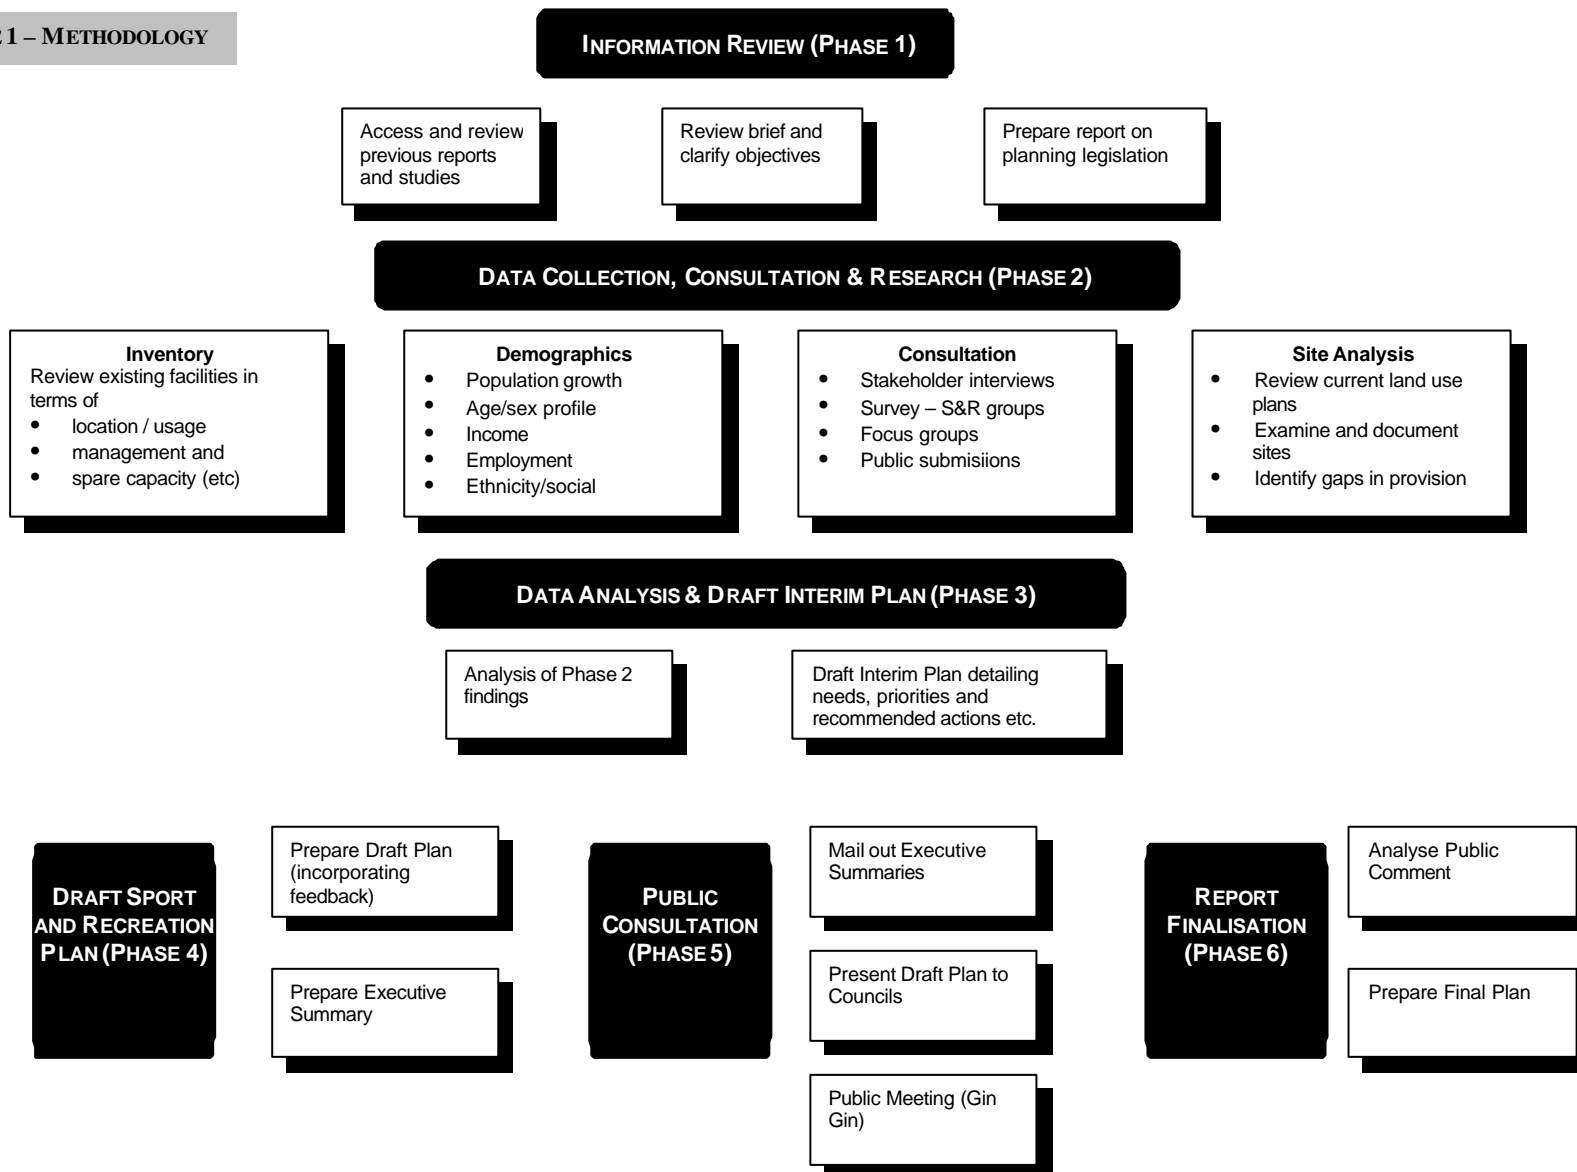 1 – METHODOLOGY
INFORMATION REVIEW (PHASE 1)
Access and review
previous reports
and studies
Review brief and
clarify objectives
Prepare report on
planning legislation
DATA COLLECTION, CONSULTATION & RESEARCH (PHASE 2)
Inventory
Review existing facilities in
terms of
• location / usage
• management and
• spare capacity (etc)
Demographics
• Population growth
• Age/sex profile
• Income
• Employment
• Ethnicity/social
Consultation
• Stakeholder interviews
• Survey – S&R groups
• Focus groups
• Public submisiions
Site Analysis
• Review current land use
plans
• Examine and document
sites
• Identify gaps in provision
DATA ANALYSIS & DRAFT INTERIM PLAN (PHASE 3)
Analysis of Phase 2
findings
Draft Interim Plan detailing
needs, priorities and
recommended actions etc.
DRAFT SPORT
AND RECREATION
PLAN (PHASE 4)
Prepare Draft Plan
(incorporating
feedback)
Prepare Executive
Summary
PUBLIC
CONSULTATION
(PHASE 5)
Mail out Executive
Summaries
Present Draft Plan to
Councils
Public Meeting (Gin
Gin)
REPORT
FINALISATION
(PHASE 6)
Analyse Public
Comment
Prepare Final Plan